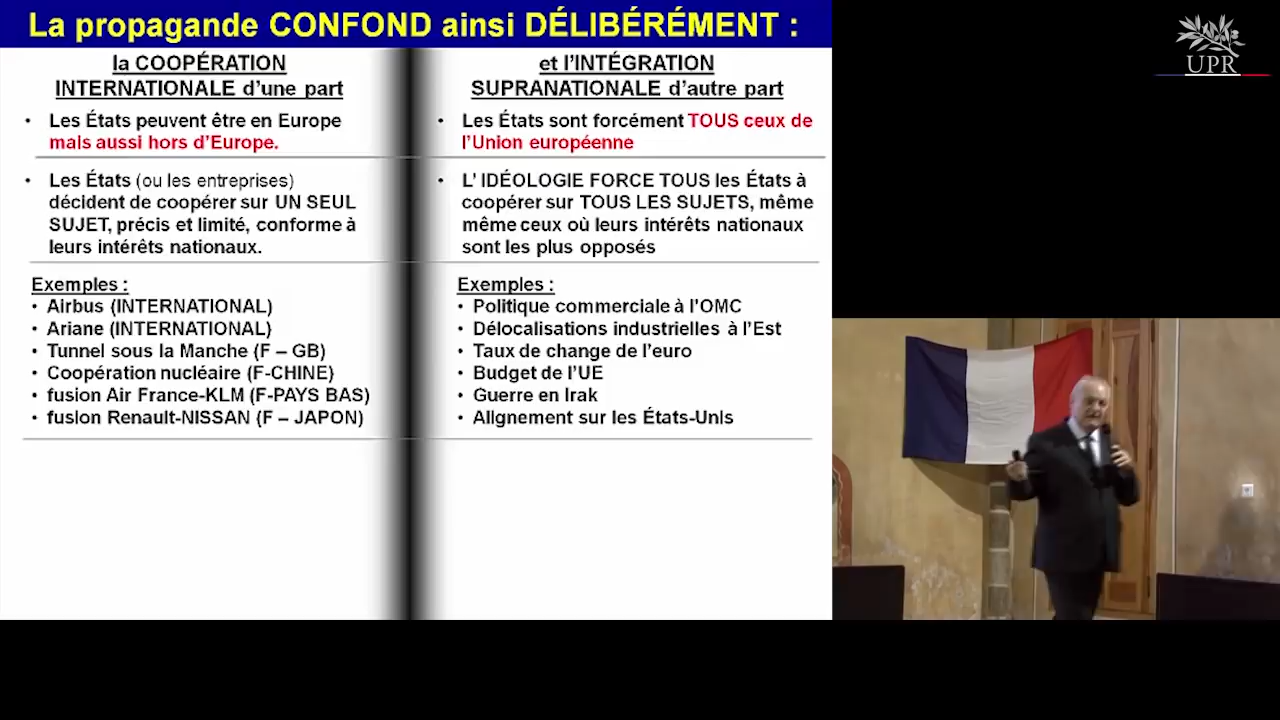 La propagande CONFOND ainsi DÉLIBÉRÉMENT :
la COOPÉRATION
INTERNATIONALE d'une part
• Les États peuvent être en Europe
mais aussi hors d'Europe.
• Les États (ou les entreprises)
décident de coopérer sur UN SEUL
SUJET, précis et limité, conforme à
leurs intérêts nationaux.
Exemples :
• Airbus (INTERNATIONAL)
• Ariane (INTERNATIONAL)
• Tunnel sous la Manche (F – GB)
• Coopération nucléaire (F-CHINE)
• fusion Air France-KLM (F-PAYS BAS)
• fusion Renault-NISSAN (F – JAPON)
et l'INTÉGRATION
SUPRANATIONALE d'autre part
• Les États sont forcément TOUS ceux de
l'Union européenne
• L' IDÉOLOGIE FORCE TOUS les États à
coopérer sur TOUS LES SUJETS, même
même ceux où leurs intérêts nationaux
sont les plus opposés
Exemples :
• Politique commerciale à l'OMC
• Délocalisations industrielles à l'Est
• Taux de change de l'euro
• Budget de l'UE
• Guerre en Irak
• Alignement sur les États-Unis
UPR